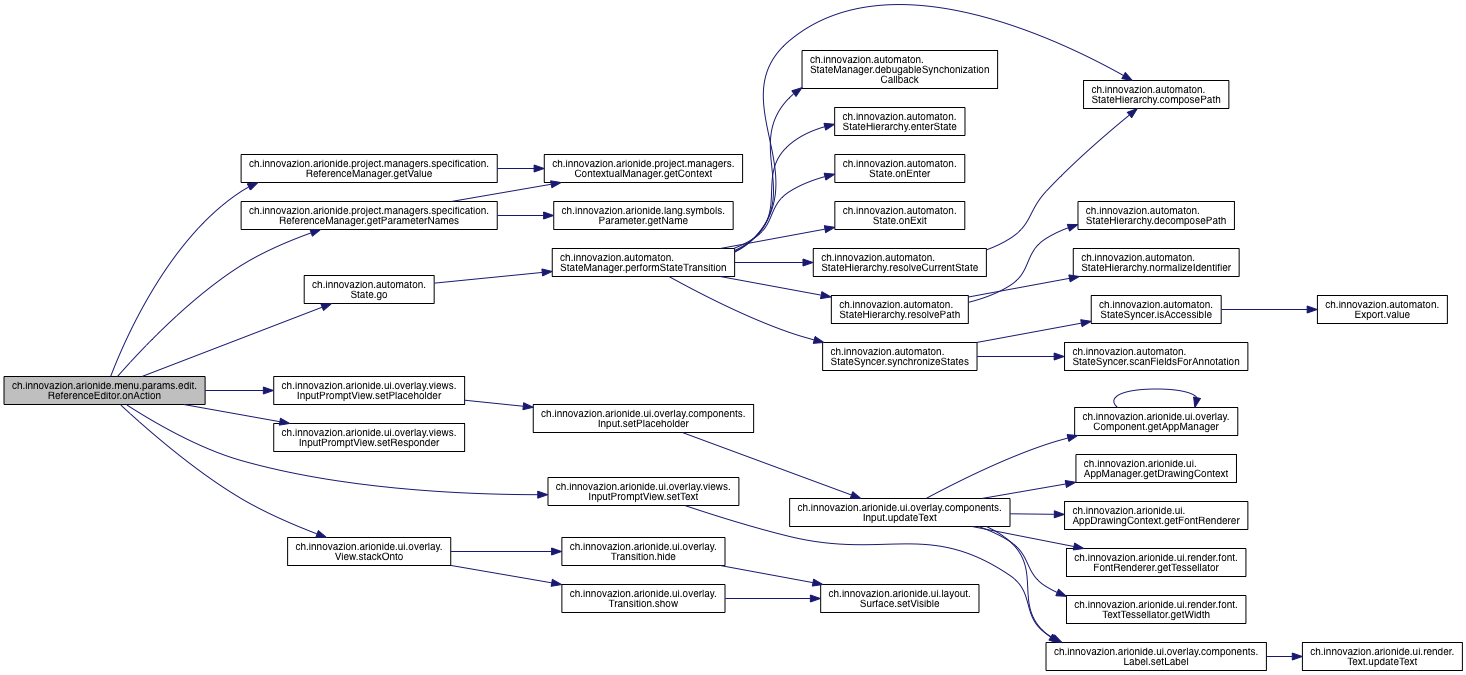 ch.innovazion.arionide.menu.params.edit.
ReferenceEditor.onAction
ch.innovazion.arionide.project.managers.specification.
ReferenceManager.getValue
ch.innovazion.arionide.project.managers.specification.
ReferenceManager.getParameterNames
ch.innovazion.automaton.
State.go
ch.innovazion.arionide.ui.overlay.views.
InputPromptView.setPlaceholder
ch.innovazion.arionide.ui.overlay.views.
InputPromptView.setResponder
ch.innovazion.arionide.ui.overlay.
View.stackOnto
ch.innovazion.arionide.project.managers.
ContextualManager.getContext
ch.innovazion.arionide.lang.symbols.
Parameter.getName
ch.innovazion.automaton.
StateManager.performStateTransition
ch.innovazion.arionide.ui.overlay.components.
Input.setPlaceholder
ch.innovazion.arionide.ui.overlay.views.
InputPromptView.setText
ch.innovazion.arionide.ui.overlay.
Transition.hide
ch.innovazion.arionide.ui.overlay.
Transition.show
ch.innovazion.automaton.
StateManager.debugableSynchonization
Callback
ch.innovazion.automaton.
StateHierarchy.enterState
ch.innovazion.automaton.
State.onEnter
ch.innovazion.automaton.
State.onExit
ch.innovazion.automaton.
StateHierarchy.resolveCurrentState
ch.innovazion.automaton.
StateHierarchy.resolvePath
ch.innovazion.automaton.
StateSyncer.synchronizeStates
ch.innovazion.arionide.ui.overlay.components.
Input.updateText
ch.innovazion.arionide.ui.layout.
Surface.setVisible
ch.innovazion.automaton.
StateHierarchy.composePath
ch.innovazion.automaton.
StateHierarchy.decomposePath
ch.innovazion.automaton.
StateHierarchy.normalizeIdentifier
ch.innovazion.automaton.
StateSyncer.isAccessible
ch.innovazion.automaton.
StateSyncer.scanFieldsForAnnotation
ch.innovazion.arionide.ui.overlay.
Component.getAppManager
ch.innovazion.arionide.ui.
AppManager.getDrawingContext
ch.innovazion.arionide.ui.
AppDrawingContext.getFontRenderer
ch.innovazion.arionide.ui.render.font.
FontRenderer.getTessellator
ch.innovazion.arionide.ui.render.font.
TextTessellator.getWidth
ch.innovazion.arionide.ui.overlay.components.
Label.setLabel
ch.innovazion.automaton.
Export.value
ch.innovazion.arionide.ui.render.
Text.updateText